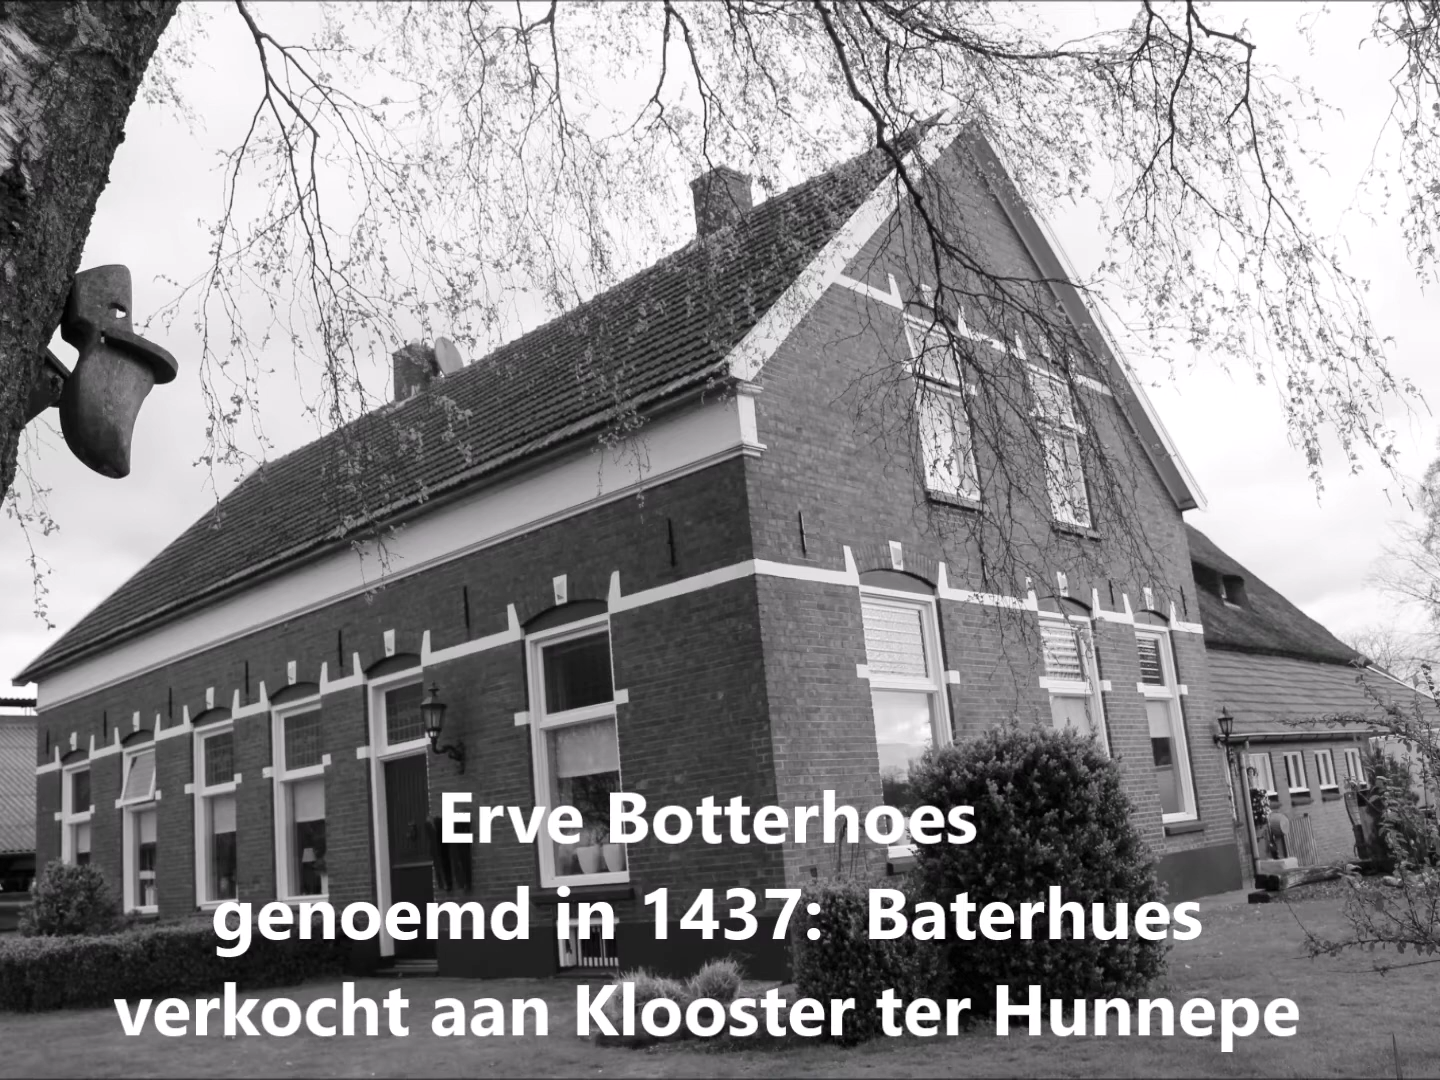 Erve Botterhoes
genoemd in 1437:  Baterhues
verkocht aan Klooster ter Hunnepe